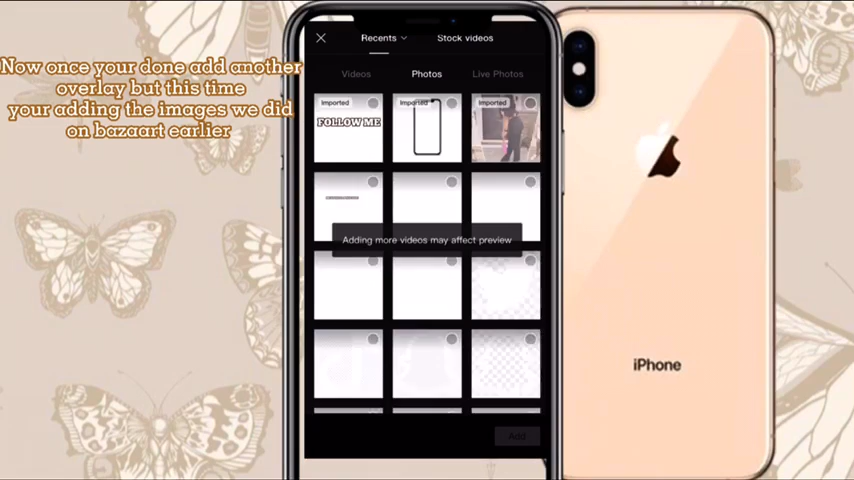 Now once your done add another
overlay but this time
your adding the images we did
on bazaart earlier
Recents
Stock videos
Videos
Photos
Live Photos
Imported
Imported
Imported
FOLLOW ME
Adding more videos may affect preview
Add
iPhone